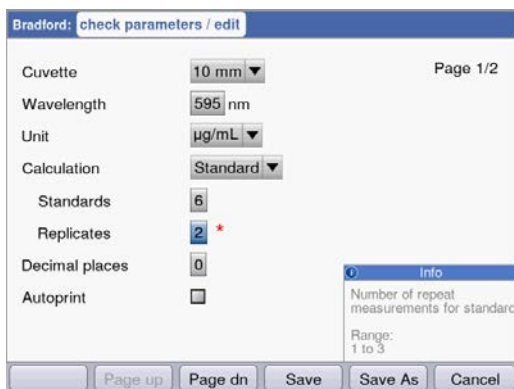 Bradford: check parameters / edit
Cuvette 10 mm Page 1/2
Wavelength 595 nm
Unit µg/mL
Calculation Standard
Standards 6
Replicates 2 *
Decimal places 0
Autoprint
Info
Number of repeat
measurements for standard
Range:
1 to 3
Page up Page dn Save Save As Cancel